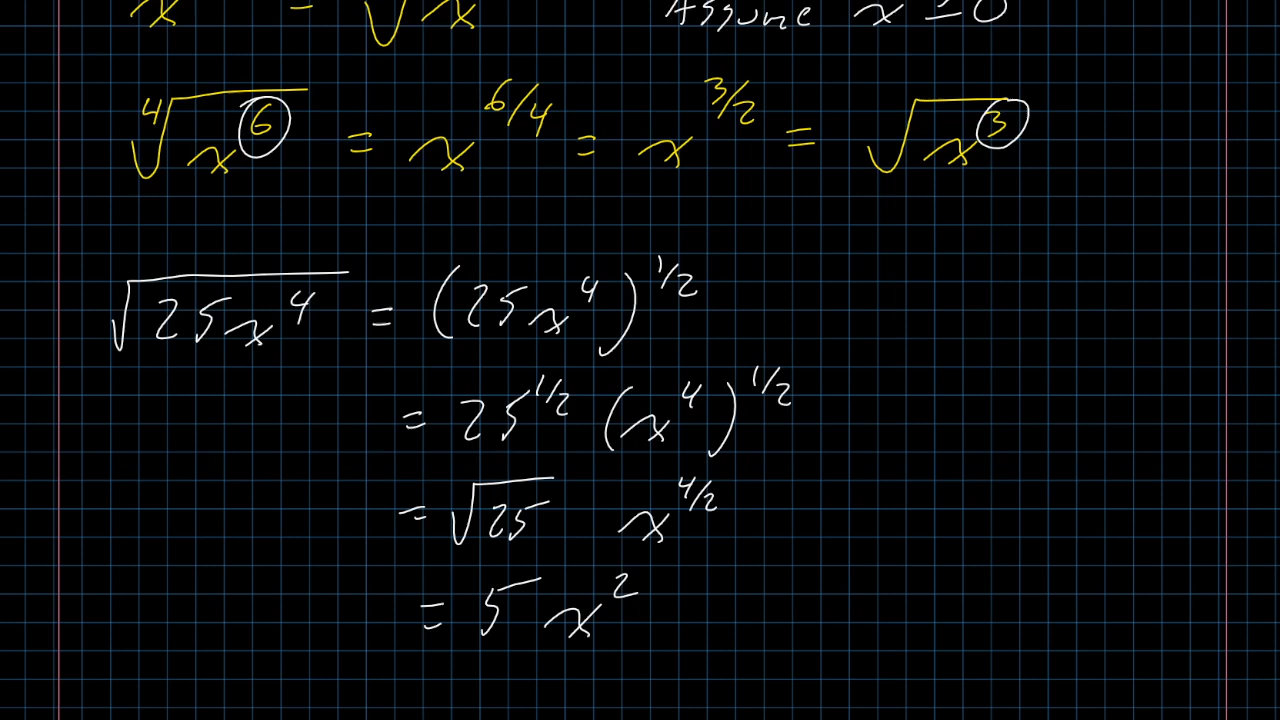 x = √x Assume x ≥ 0
⁴√x⁶ = x^6/4 = x^3/2 = √x³
√25x⁴ = (25x⁴)^1/2
= 25^1/2 (x⁴)^1/2
= √25 x^4/2
= 5x²